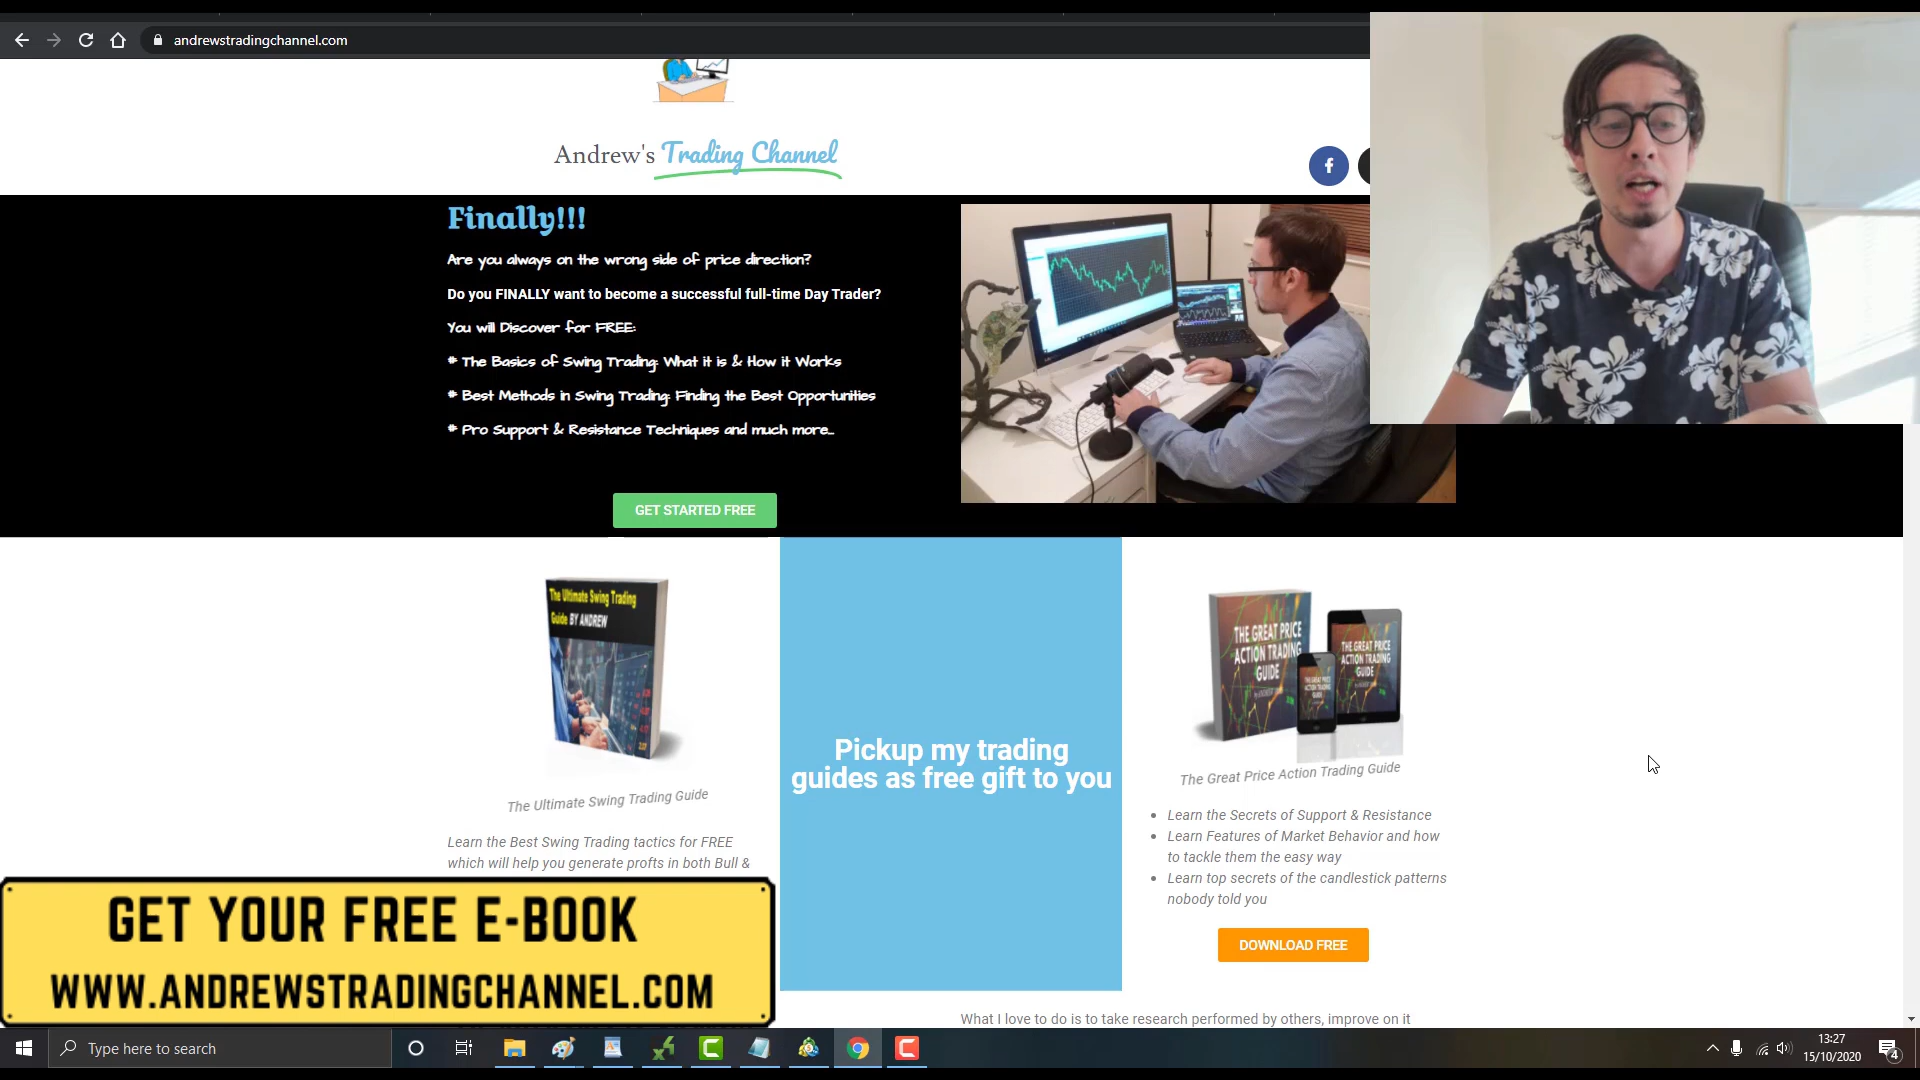 andrewstradingchannel.com
Andrew's Trading Channel
Finally!!!
Are you always on the wrong side of price direction?
Do you FINALLY want to become a successful full-time Day Trader?
You will Discover for FREE:
* The Basics of Swing Trading: What it is & How it Works
* Best Methods in Swing Trading: Finding the Best Opportunities
* Pro Support & Resistance Techniques and much more...
GET STARTED FREE
The Ultimate Swing Trading
Guide BY ANDREW
The Ultimate Swing Trading Guide
Learn the Best Swing Trading tactics for FREE
which will help you generate profts in both Bull &
Pickup my trading
guides as free gift to you
THE GREAT PRICE
ACTION TRADING
GUIDE
THE GREAT PRICE
ACTION TRADING
GUIDE
THE GREAT PRICE
ACTION TRADING
GUIDE
The Great Price Action Trading Guide
• Learn the Secrets of Support & Resistance
• Learn Features of Market Behavior and how
to tackle them the easy way
• Learn top secrets of the candlestick patterns
nobody told you
DOWNLOAD FREE
What I love to do is to take research performed by others, improve on it
GET YOUR FREE E-BOOK
WWW.ANDREWSTRADINGCHANNEL.COM
Type here to search
13:27
15/10/2020
4